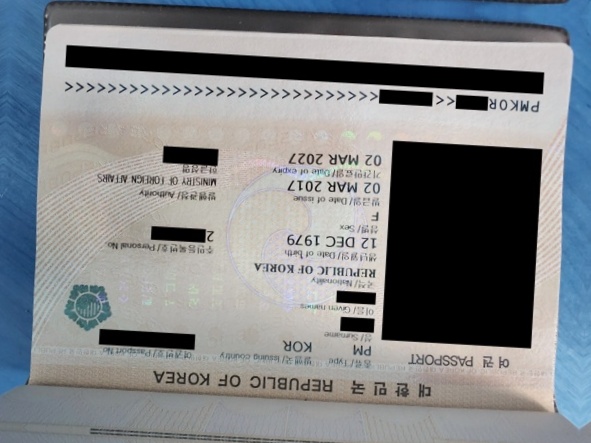 대한민국 REPUBLIC OF KOREA
여권 PASSPORT
종류/ Type 발행국/ Issuing country 여권번호/ Passport No
PM KOR
성/ Surname
이름/ Given names
국적/ Nationality
REPUBLIC OF KOREA
생년월일/ Date of birth 주민등록번호/ Personal No
12 DEC 1979 2
성별/ Sex
F
발급일/ Date of issue 발행관청/ Authority
02 MAR 2017 MINISTRY OF FOREIGN AFFAIRS
기간만료일/ Date of expiry 한글성명
02 MAR 2027
PMKOR <<